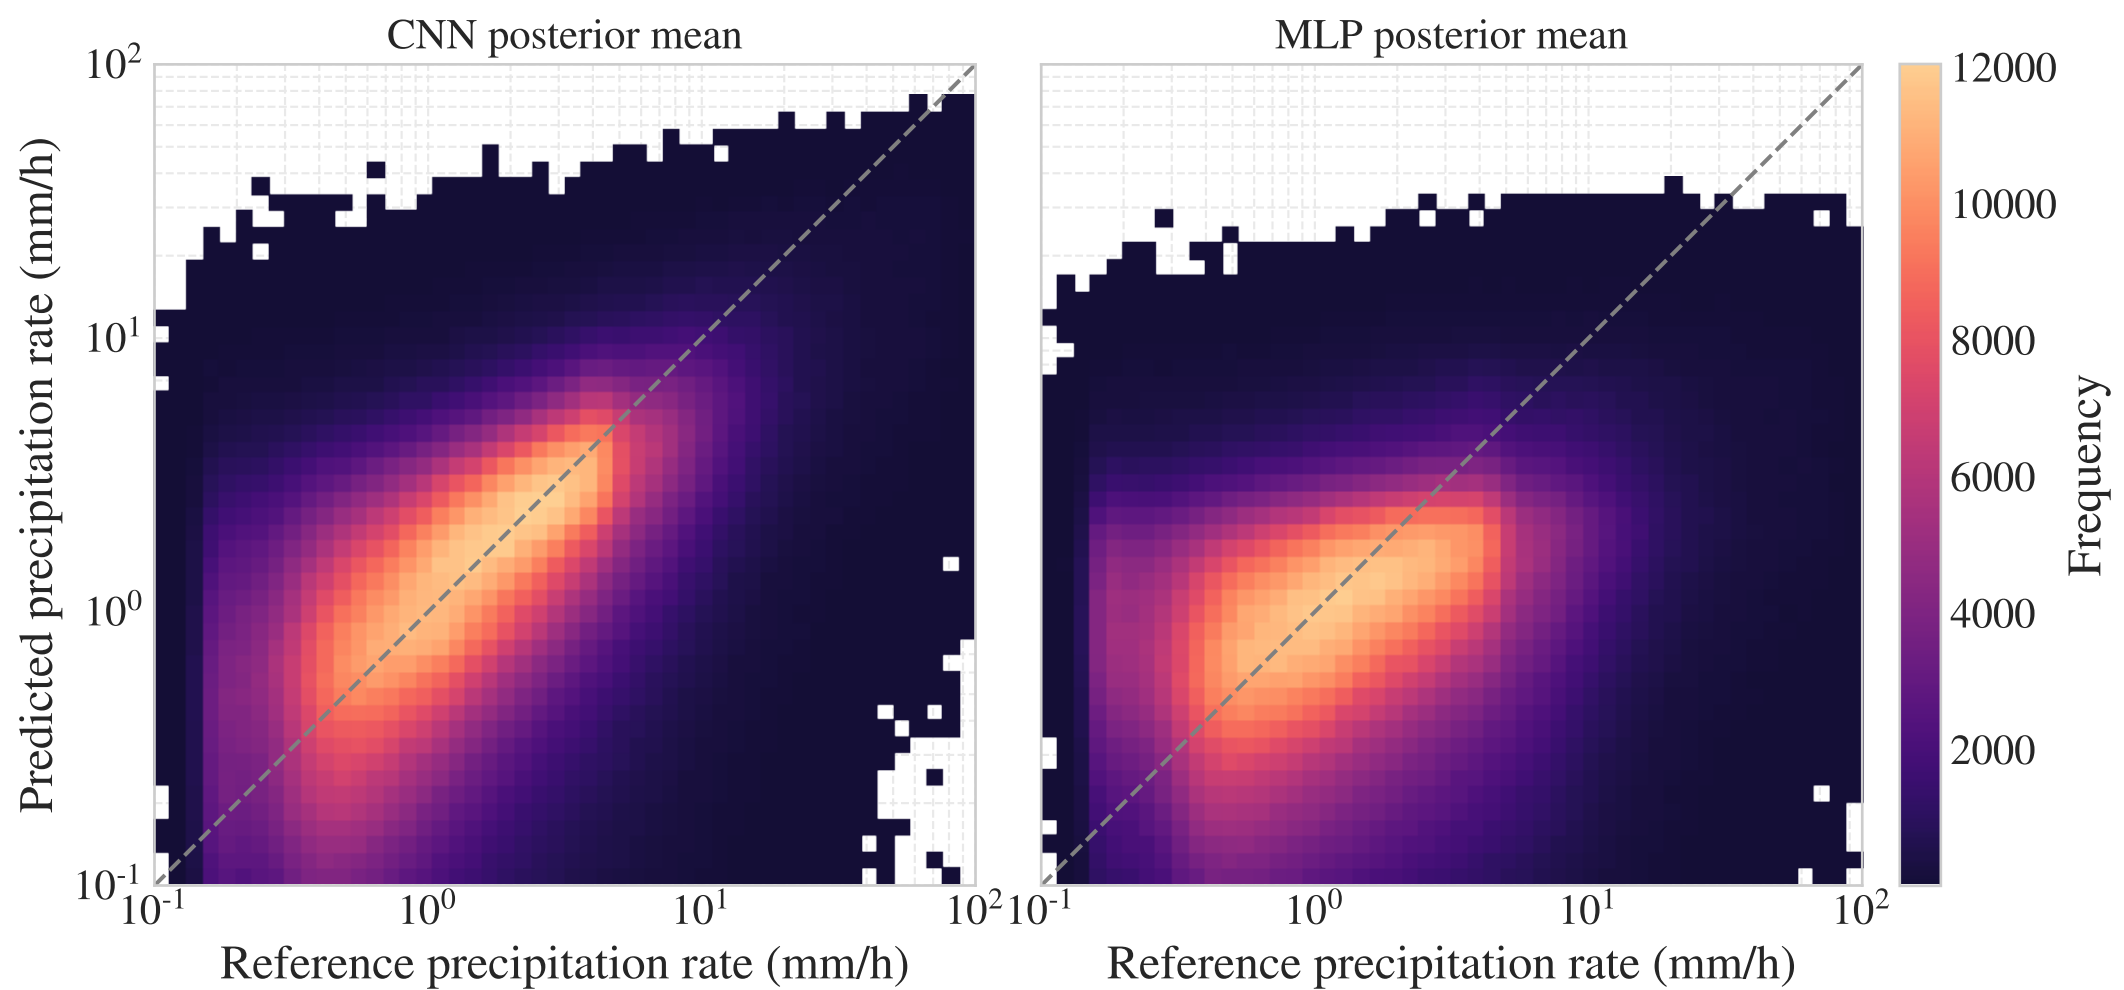 CNN posterior mean
MLP posterior mean
Predicted precipitation rate (mm/h)
10²
10¹
10⁰
10⁻¹
10⁻¹ 10⁰ 10¹ 10²
10⁻¹ 10⁰ 10¹ 10²
Reference precipitation rate (mm/h)
Reference precipitation rate (mm/h)
12000
10000
8000
6000
4000
2000
Frequency